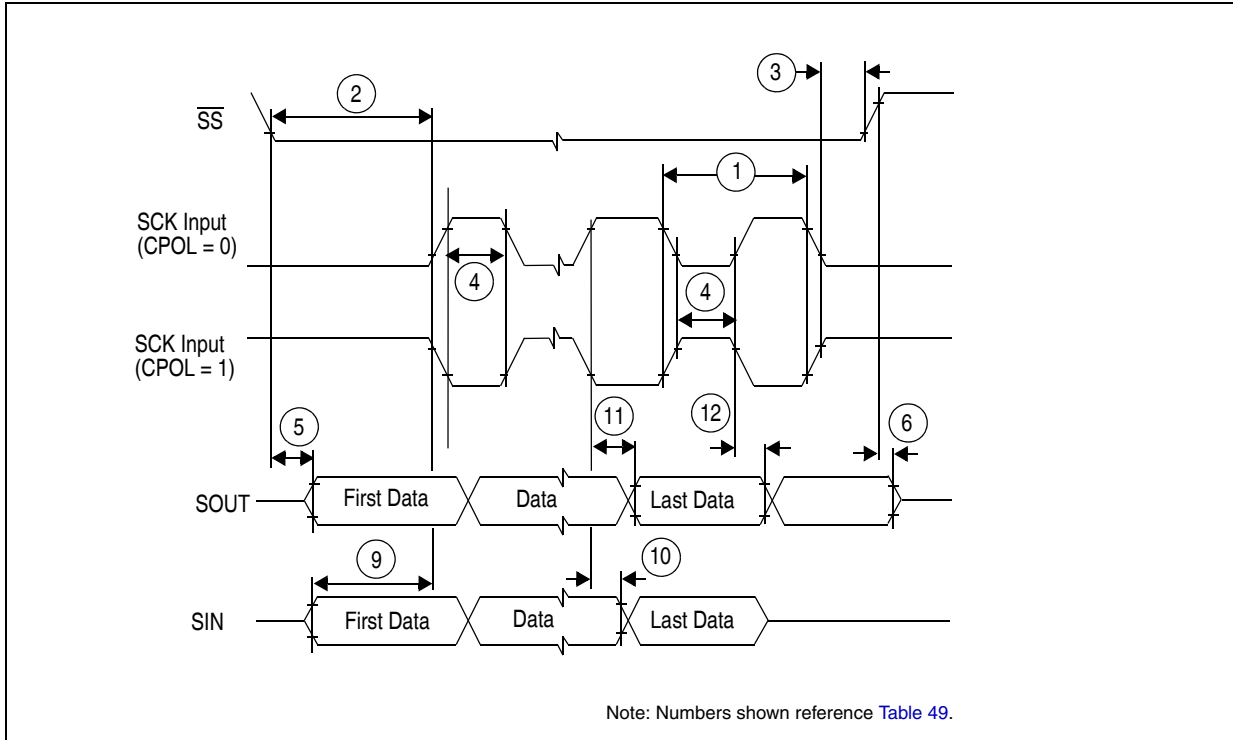 3
2
SS
1
SCK Input
(CPOL = 0)
4
4
SCK Input
(CPOL = 1)
11
12
5
6
First Data
Data
Last Data
SOUT
9
10
SIN
First Data
Data
Last Data
Note: Numbers shown reference Table 49.